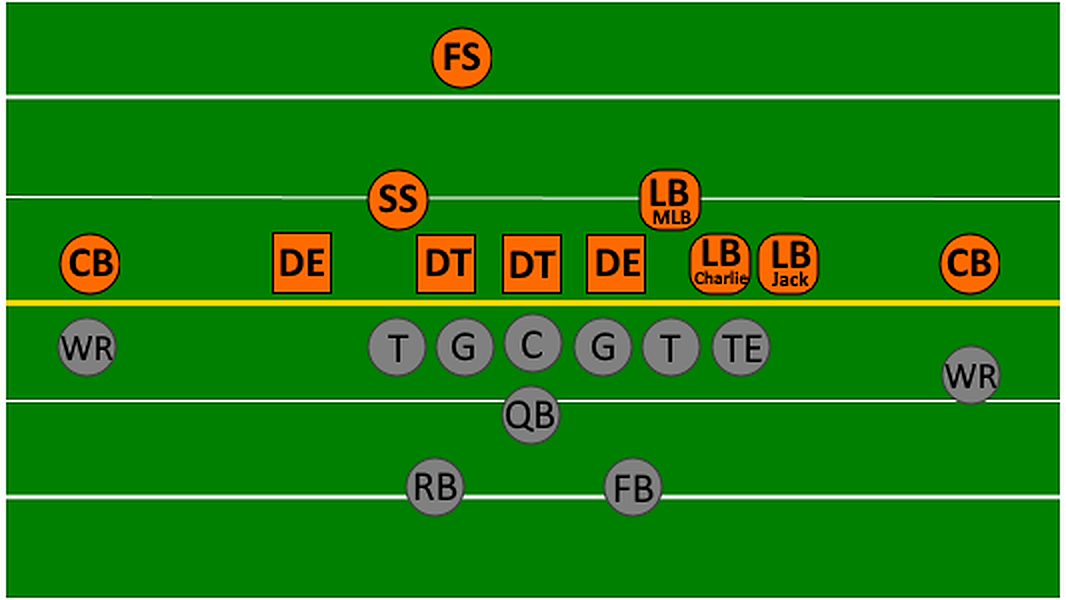 FS
SS
LB
MLB
CB
DE
DT
DT
DE
LB
Charlie
LB
Jack
CB
WR
T
G
C
G
T
TE
WR
QB
RB
FB